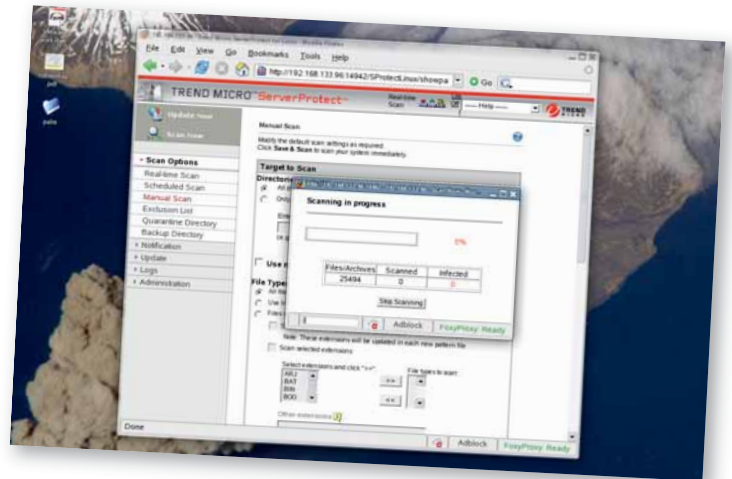 File Edit View Go Bookmarks Tools Help
http://192.168.133.96:14942/SProtectLinux/showpa
Go
TREND MICRO™ ServerProtect™
Real-time
Scan
---- Help ----
TREND
MICRO
Update Now
Scan Now
Manual Scan
Modify the default scan settings as required.
Click Save & Scan to scan your system immediately.
Scan Options
Real-time Scan
Scheduled Scan
Manual Scan
Exclusion List
Quarantine Directory
Backup Directory
Notification
Update
Logs
Administration
Target to Scan
Scanning in progress
0%
Files/Archives Scanned Infected
25494 0 0
Stop Scanning
Adblock FoxyProxy: Ready
File Type
Note: These extensions will be updated in each new pattern file
Scan selected extensions
Select extensions and click ">>"
File types to scan:
ARJ
BAT
BIN
BOO
>>
<<
Other extensions
Done
Adblock FoxyProxy: Ready